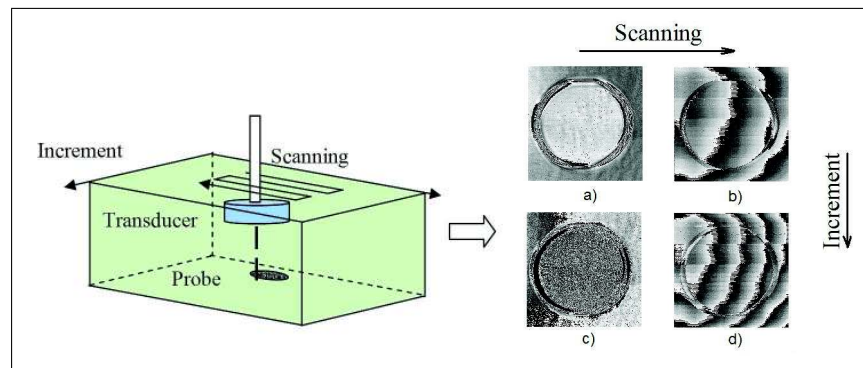 Scanning
Increment
Scanning
Transducer
Probe
a)
b)
c)
d)
Increment